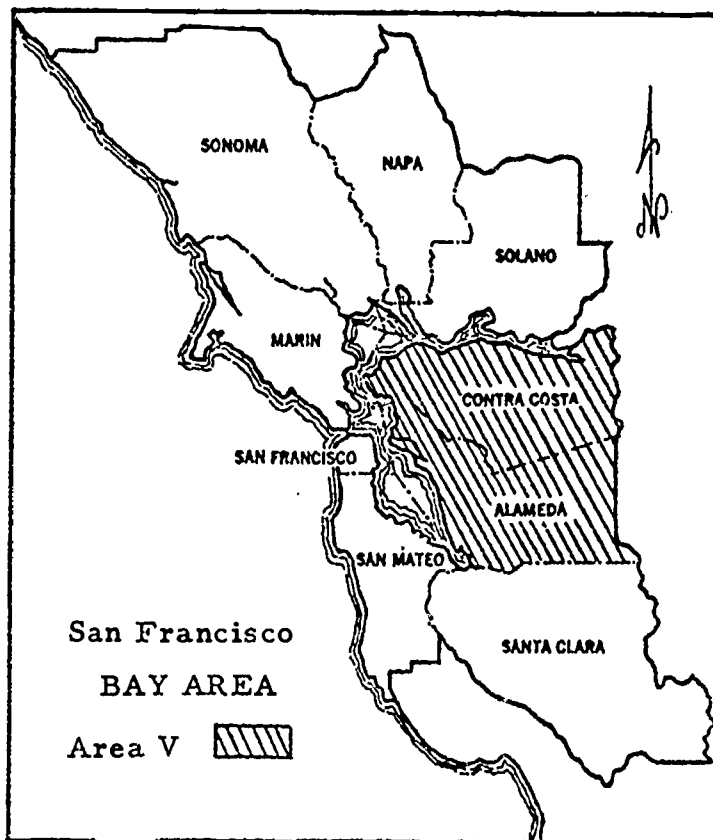 SONOMA
NAPA
SOLANO
MARIN
CONTRA COSTA
SAN FRANCISCO
ALAMEDA
SAN MATEO
SANTA CLARA
San Francisco
BAY AREA
Area V